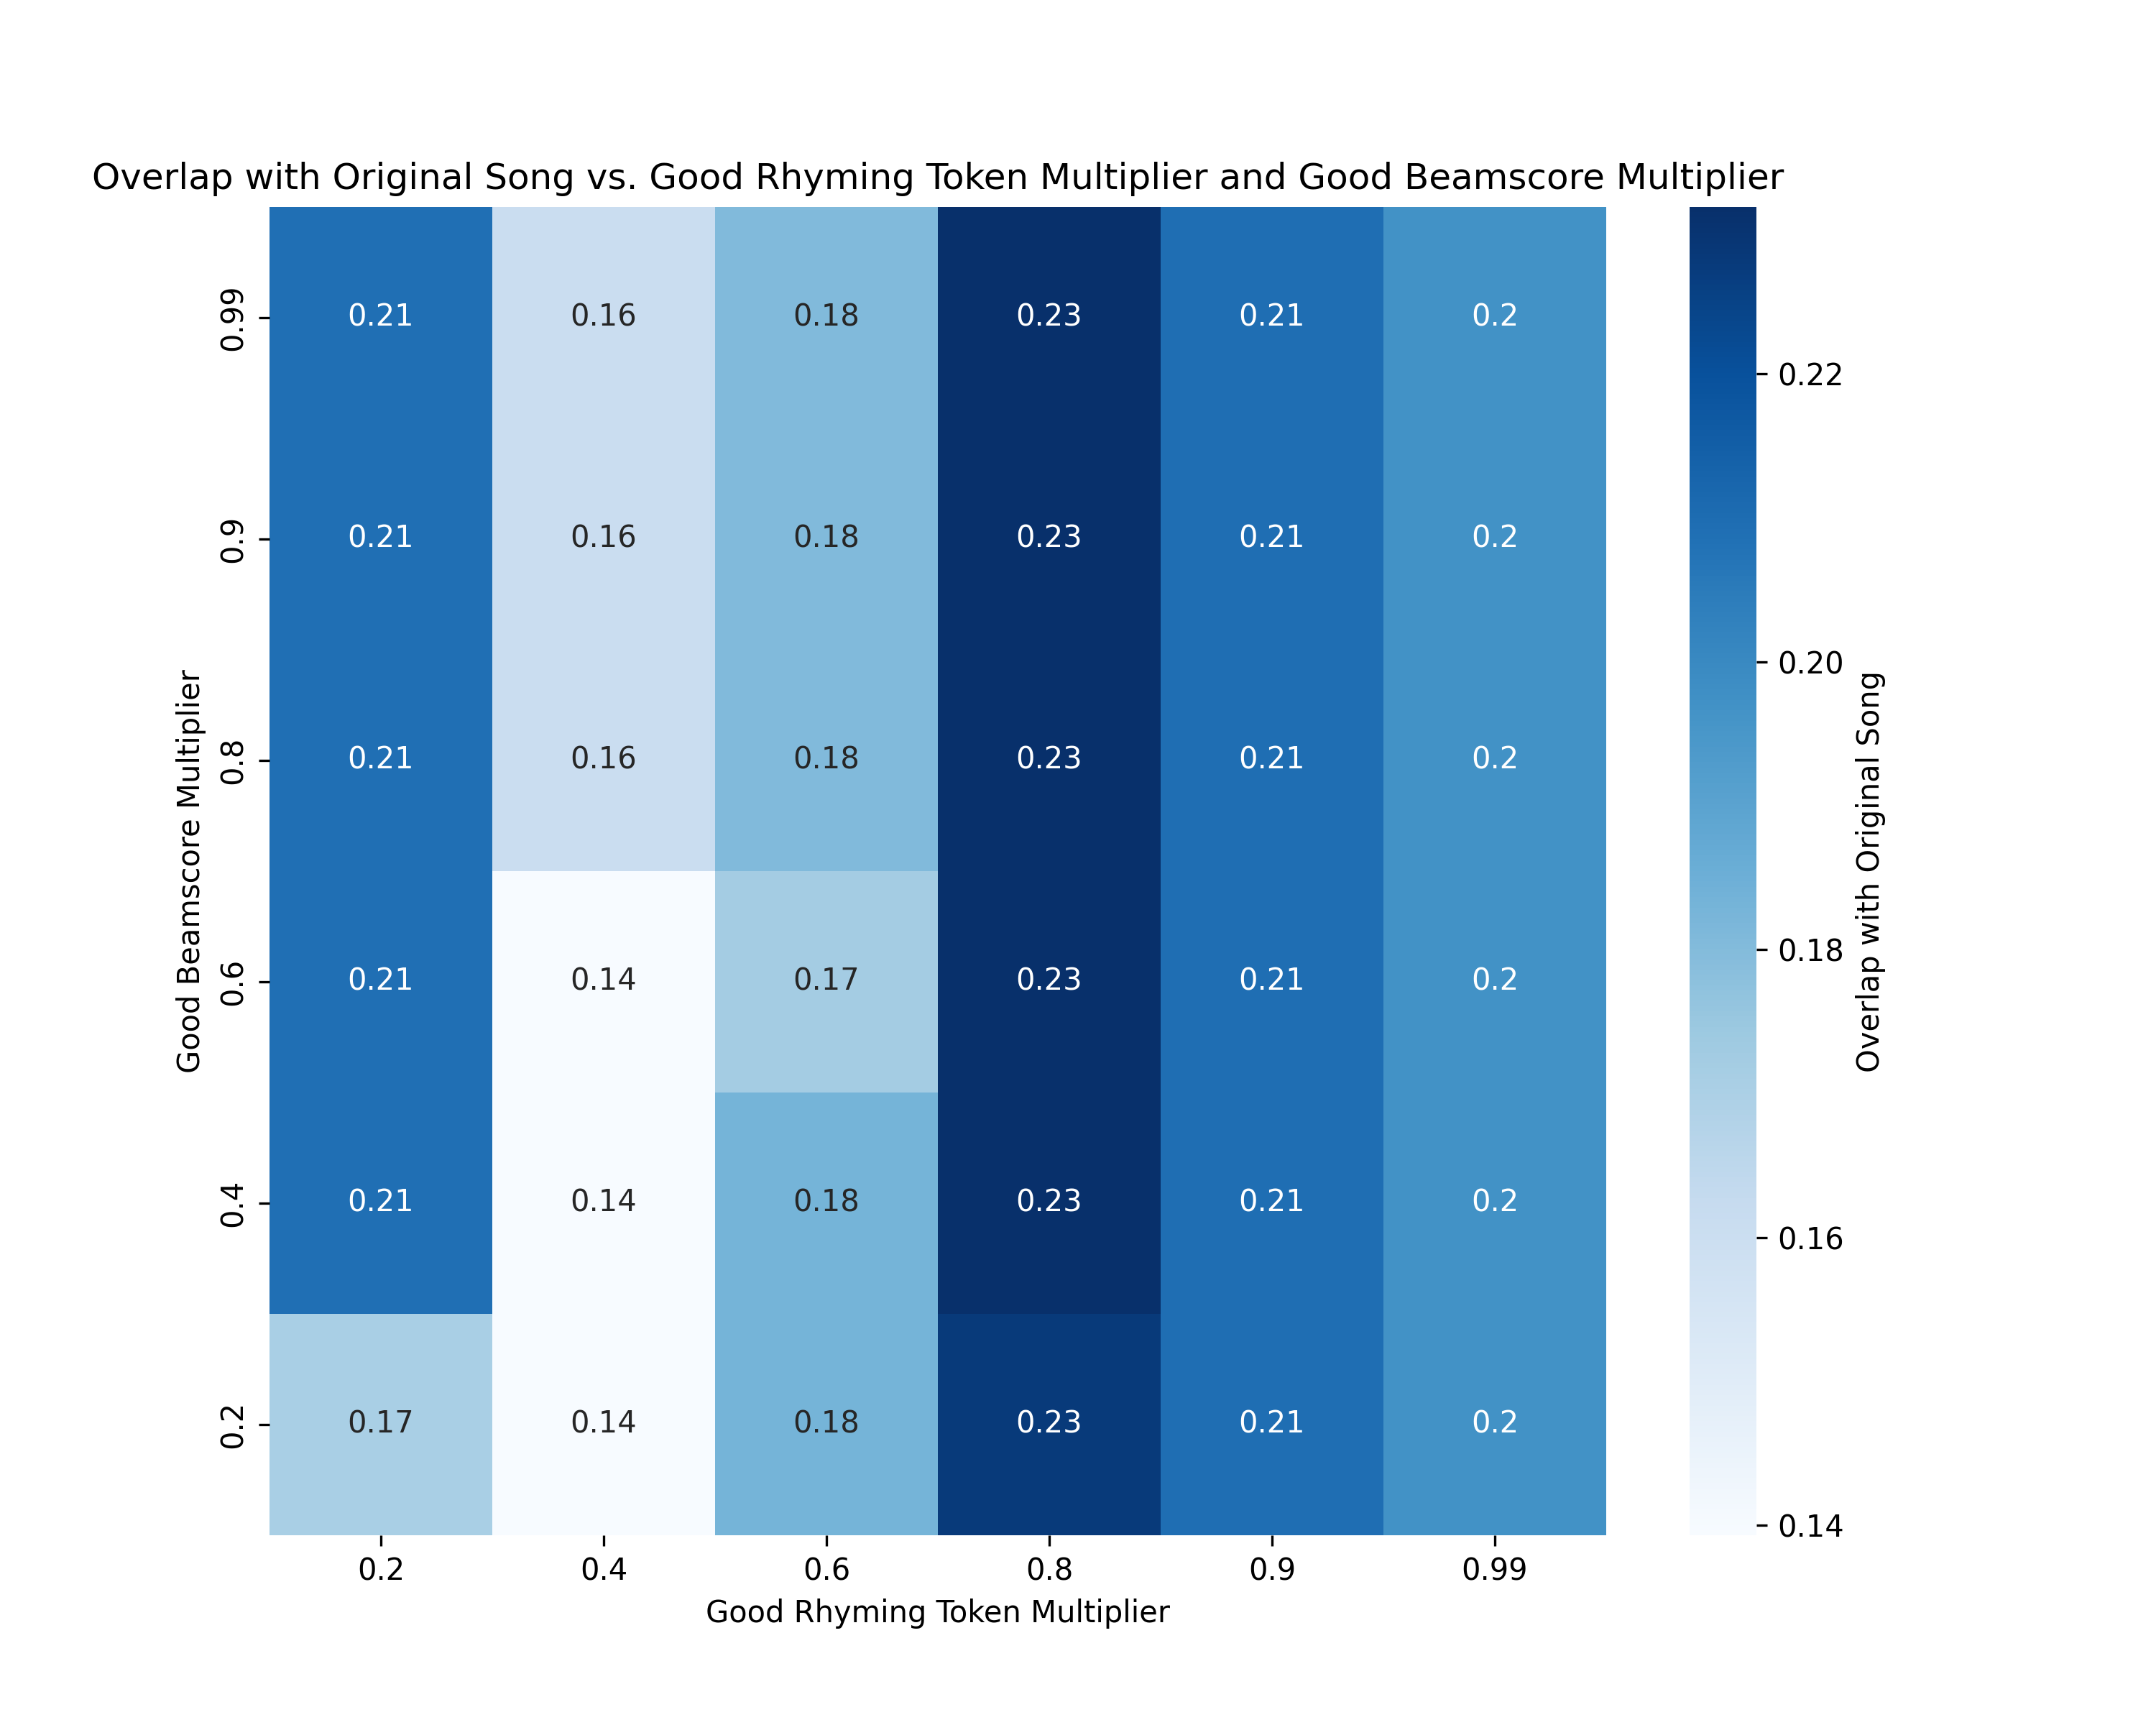 Overlap with Original Song vs. Good Rhyming Token Multiplier and Good Beamscore Multiplier
Good Beamscore Multiplier
0.99 0.21 0.16 0.18 0.23 0.21 0.2
0.9 0.21 0.16 0.18 0.23 0.21 0.2
0.8 0.21 0.16 0.18 0.23 0.21 0.2
0.6 0.21 0.14 0.17 0.23 0.21 0.2
0.4 0.21 0.14 0.18 0.23 0.21 0.2
0.2 0.17 0.14 0.18 0.23 0.21 0.2
0.2 0.4 0.6 0.8 0.9 0.99
Good Rhyming Token Multiplier
0.22
0.20
0.18
0.16
0.14
Overlap with Original Song